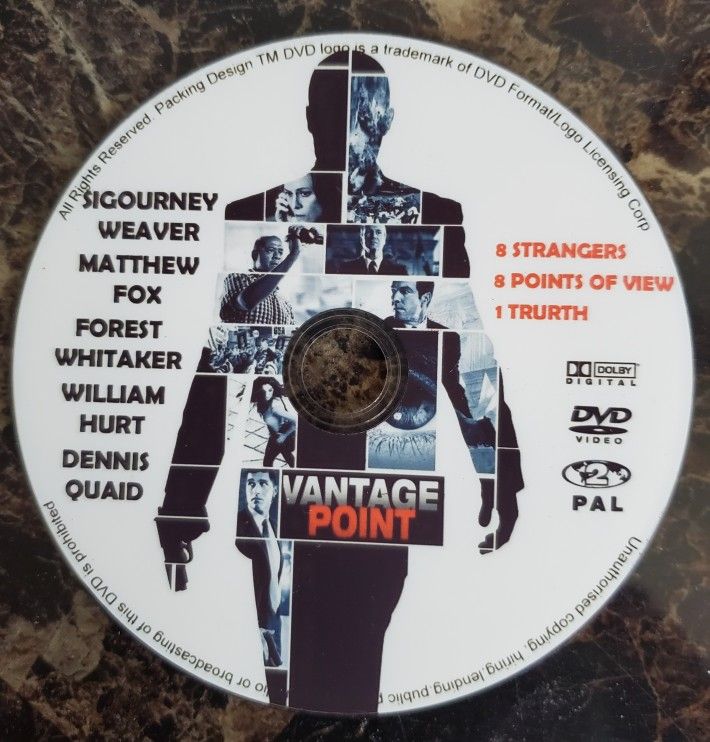 All Rights Reserved. Packing Design TM DVD logo is a trademark of DVD Format/Logo Licensing Corp
SIGOURNEY
WEAVER
MATTHEW
FOX
FOREST
WHITAKER
WILLIAM
HURT
DENNIS
QUAID
8 STRANGERS
8 POINTS OF VIEW
1 TRURTH
DOLBY
DIGITAL
DVD
VIDEO
2
PAL
VANTAGE
POINT
Unauthorised copying, hiring,lending public
or broadcasting of this DVD is prohibited